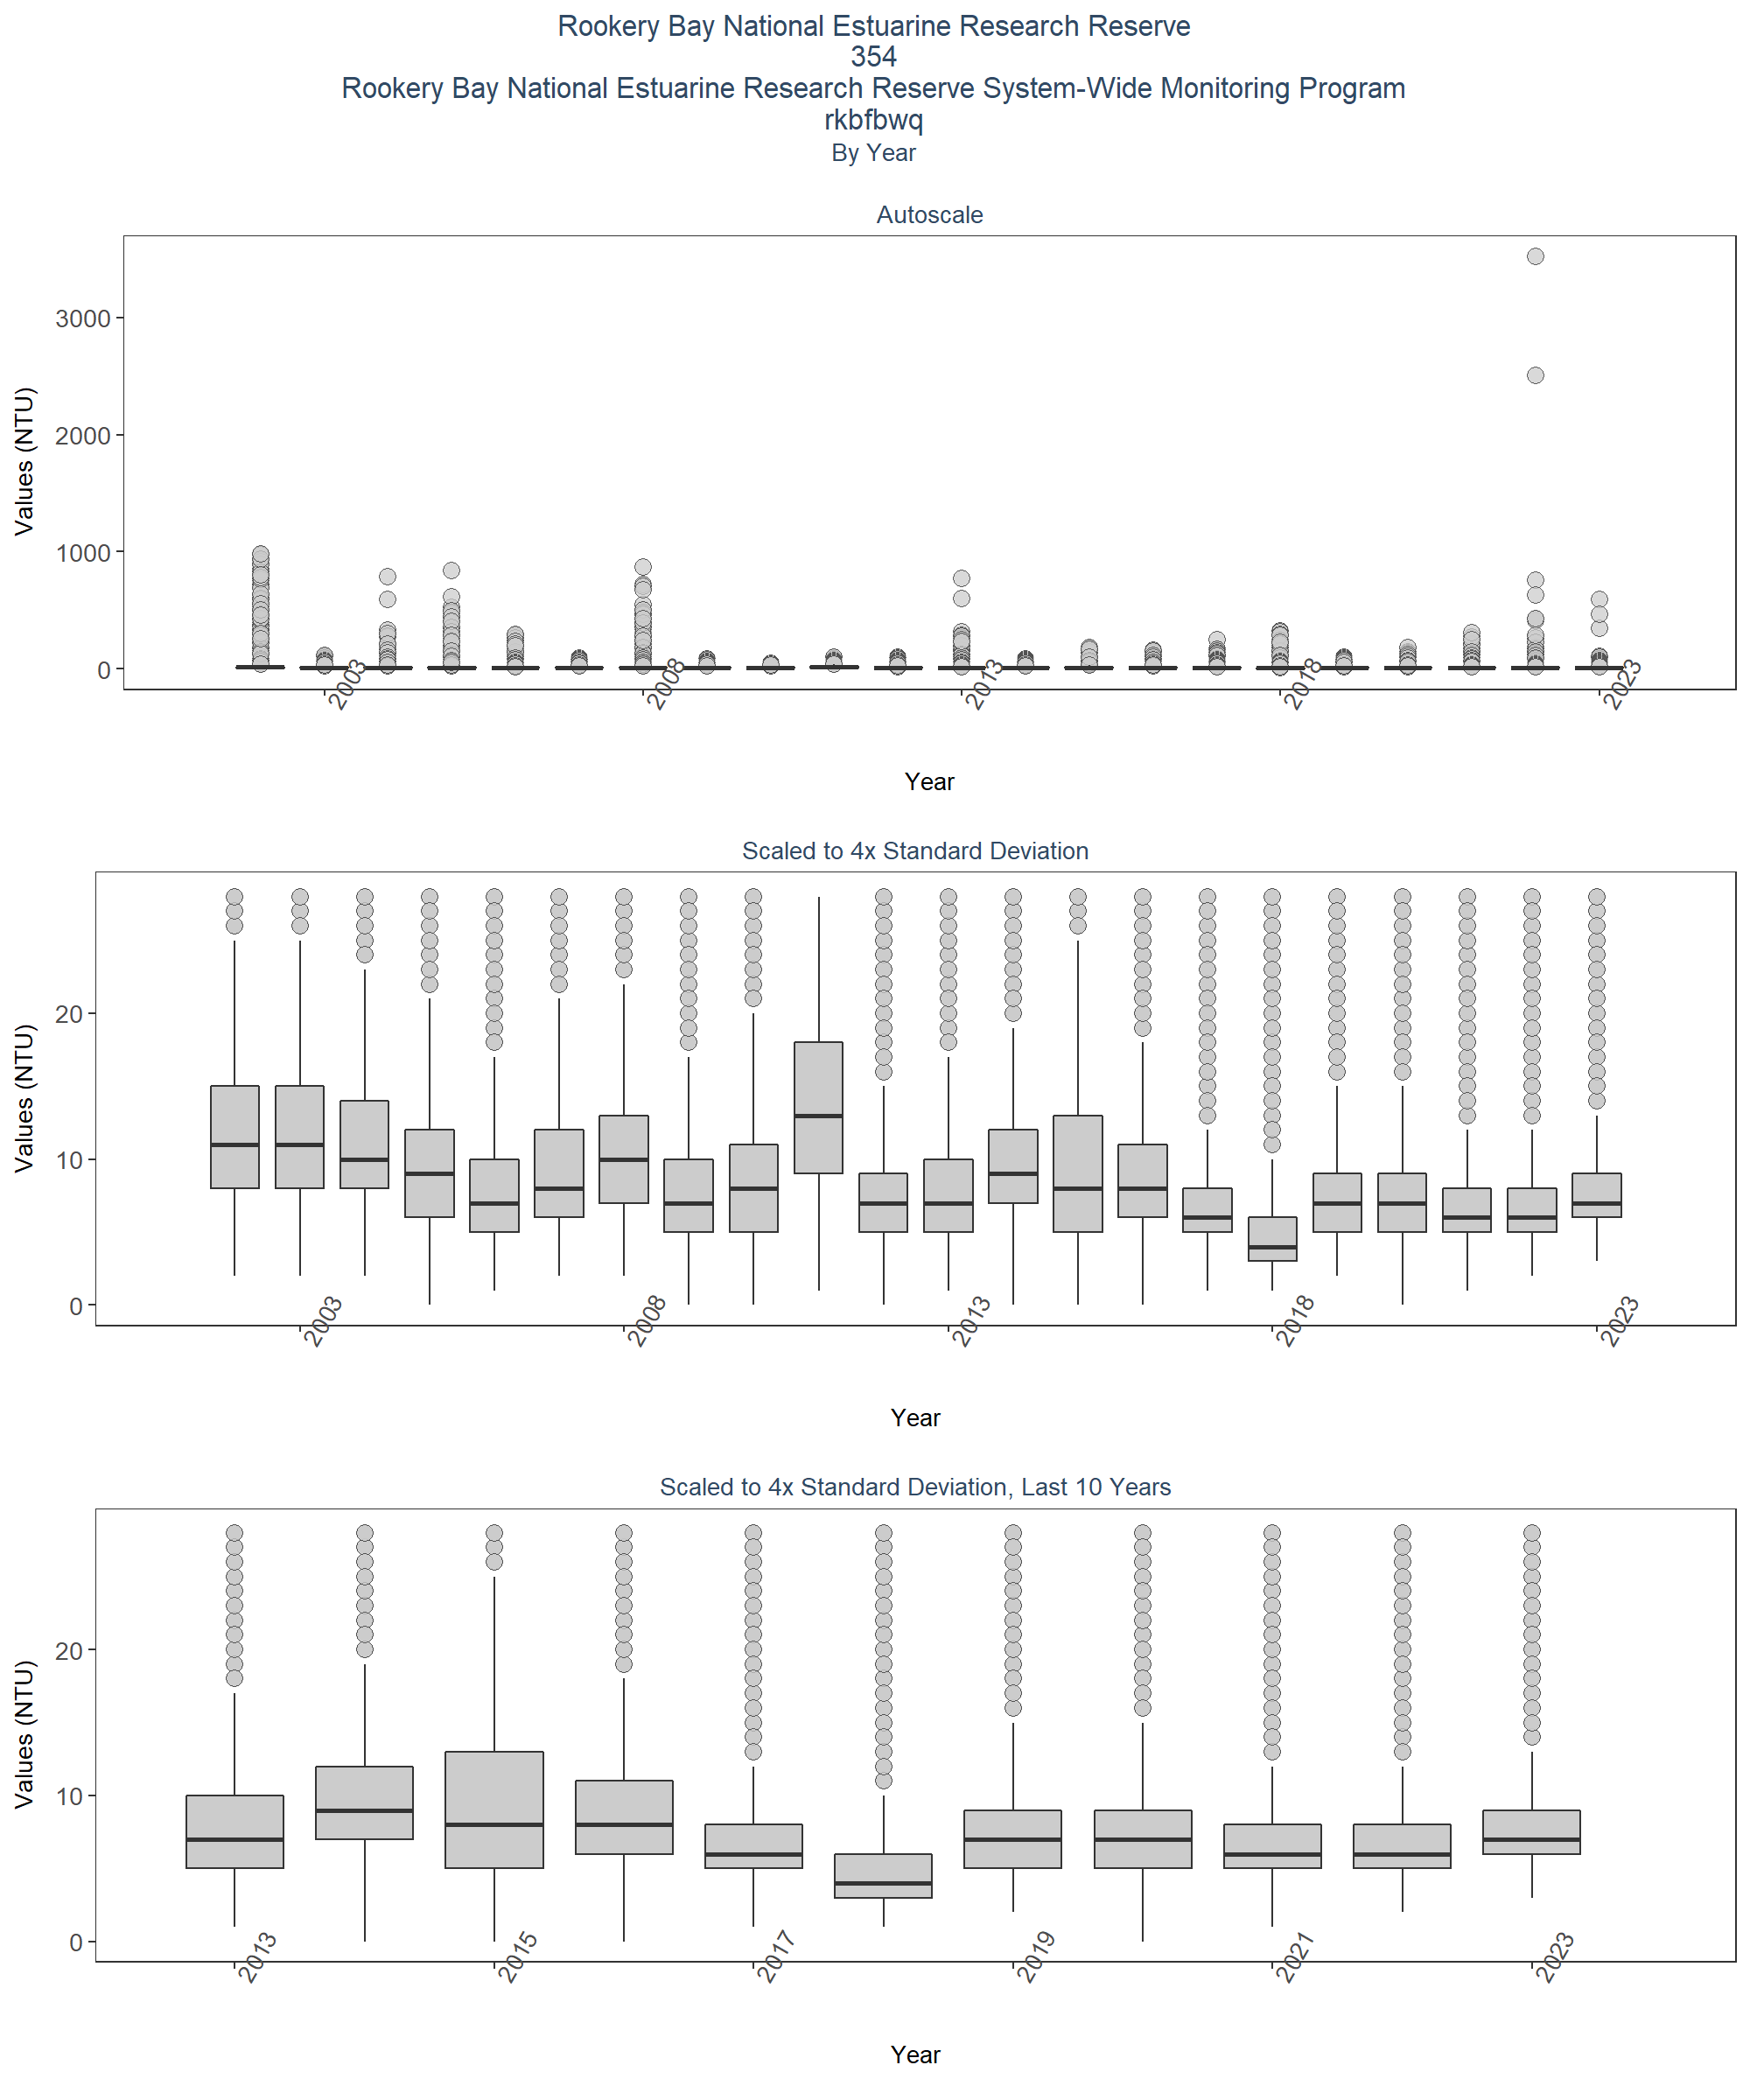 Rookery Bay National Estuarine Research Reserve
354
Rookery Bay National Estuarine Research Reserve System-Wide Monitoring Program
rkbfbwq
By Year
Autoscale
Values (NTU)
3000
2000
1000
0
2003
2008
2013
2018
2023
Year
Scaled to 4x Standard Deviation
Values (NTU)
20
10
0
2003
2008
2013
2018
2023
Year
Scaled to 4x Standard Deviation, Last 10 Years
Values (NTU)
20
10
0
2013
2015
2017
2019
2021
2023
Year